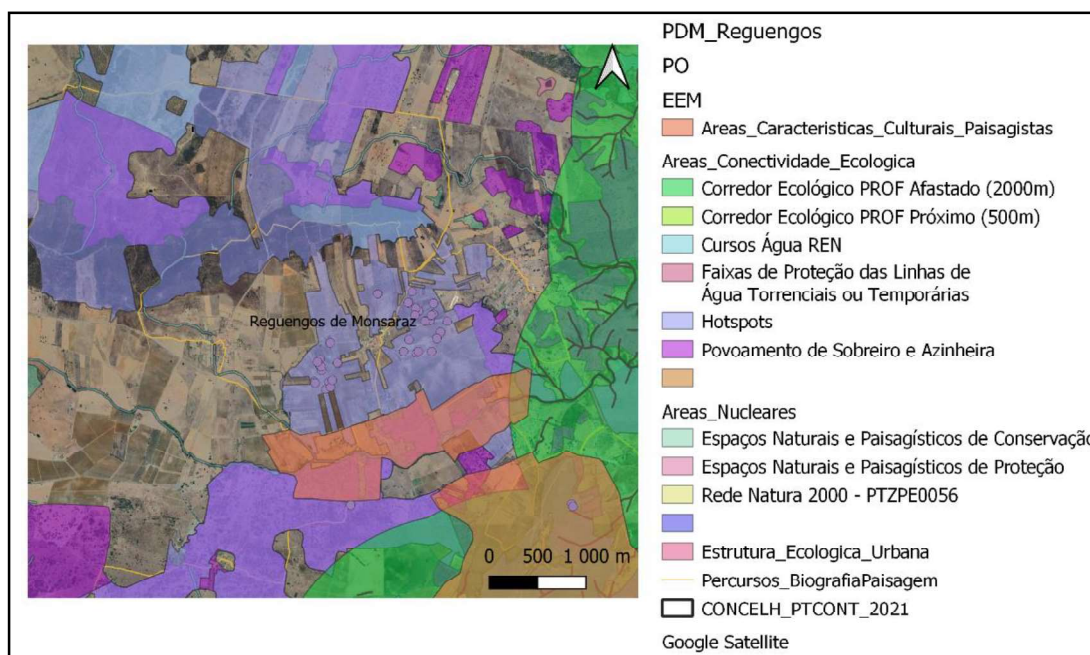 PDM_Reguengos
PO
EEM
Areas_Caracteristicas_Culturais_Paisagistas
Areas_Conectividade_Ecologica
Corredor Ecológico PROF Afastado (2000m)
Corredor Ecológico PROF Próximo (500m)
Cursos Água REN
Faixas de Proteção das Linhas de
Água Torrenciais ou Temporárias
Hotspots
Povoamento de Sobreiro e Azinheira
Areas_Nucleares
Espaços Naturais e Paisagísticos de Conservação
Espaços Naturais e Paisagísticos de Proteção
Rede Natura 2000 - PTZPE0056
Estrutura_Ecologica_Urbana
Percursos_BiografiaPaisagem
CONCELH_PTCONT_2021
Google Satellite
Reguengos de Monsaraz
0 500 1 000 m